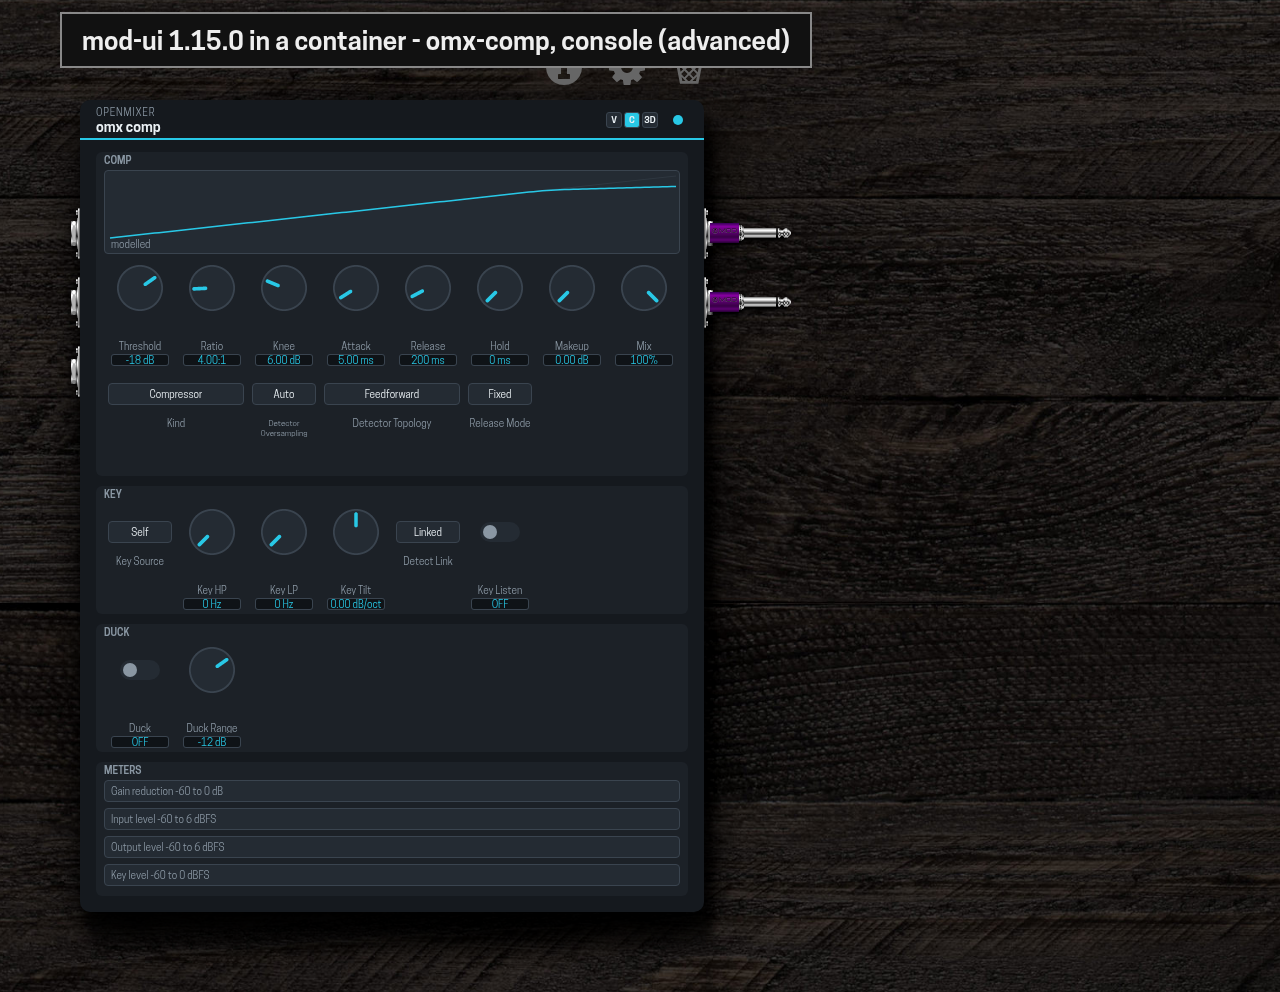 mod-ui 1.15.0 in a container - omx-comp, console (advanced)
OPENMIXER
omx comp
V C 3D
COMP
modelled
Threshold Ratio Knee Attack Release Hold Makeup Mix
-18 dB 4.00:1 6.00 dB 5.00 ms 200 ms 0 ms 0.00 dB 100%
Compressor Auto Feedforward Fixed
Kind Detector Oversampling Detector Topology Release Mode
KEY
Self Linked
Key Source Detect Link
Key HP Key LP Key Tilt Key Listen
0 Hz 0 Hz 0.00 dB/oct OFF
DUCK
Duck Duck Range
OFF -12 dB
METERS
Gain reduction -60 to 0 dB
Input level -60 to 6 dBFS
Output level -60 to 6 dBFS
Key level -60 to 0 dBFS